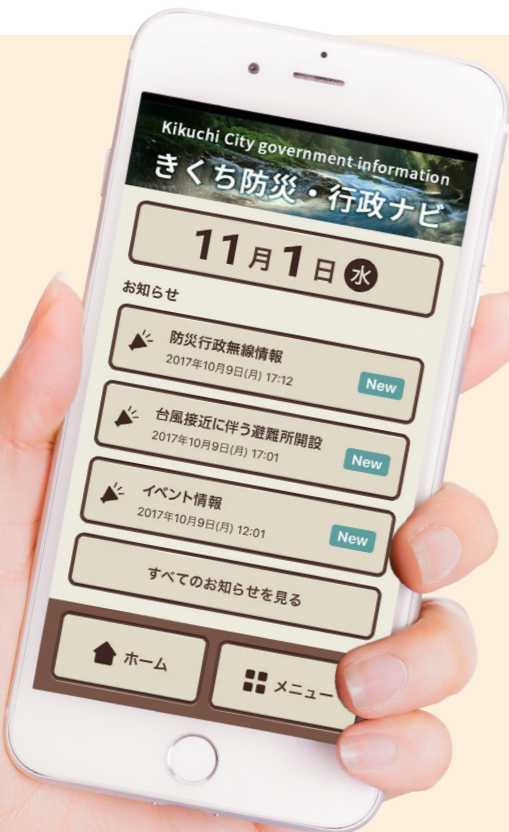 Kikuchi City government information
きくち防災・行政ナビ
11月1日 水
お知らせ
防災行政無線情報
2017年10月9日(月) 17:12
New
台風接近に伴う避難所開設
2017年10月9日(月) 17:01
New
イベント情報
2017年10月9日(月) 12:01
New
すべてのお知らせを見る
ホーム
メニュー